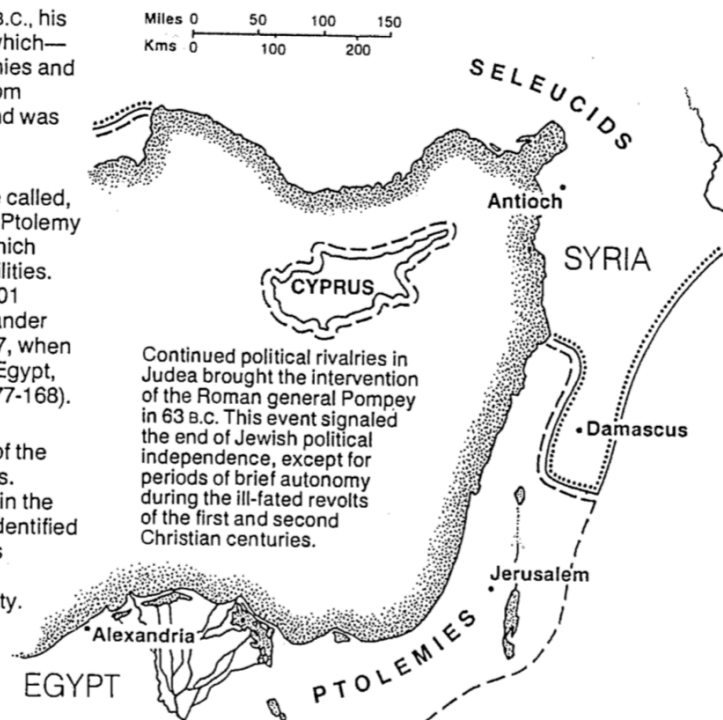 B.C., his
which—
nies and
om
nd was
called,
Ptolemy
hich
ilities.
01
under
7, when
Egypt,
77-168).
of the
s.
in the
dentified
s
ty.
Miles 0 50 100 150
Kms 0 100 200
SELEUCIDS
Antioch
SYRIA
CYPRUS
Continued political rivalries in
Judea brought the intervention
of the Roman general Pompey
in 63 B.C. This event signaled
the end of Jewish political
independence, except for
periods of brief autonomy
during the ill-fated revolts
of the first and second
Christian centuries.
Damascus
Jerusalem
Alexandria
PTOLEMIES
EGYPT